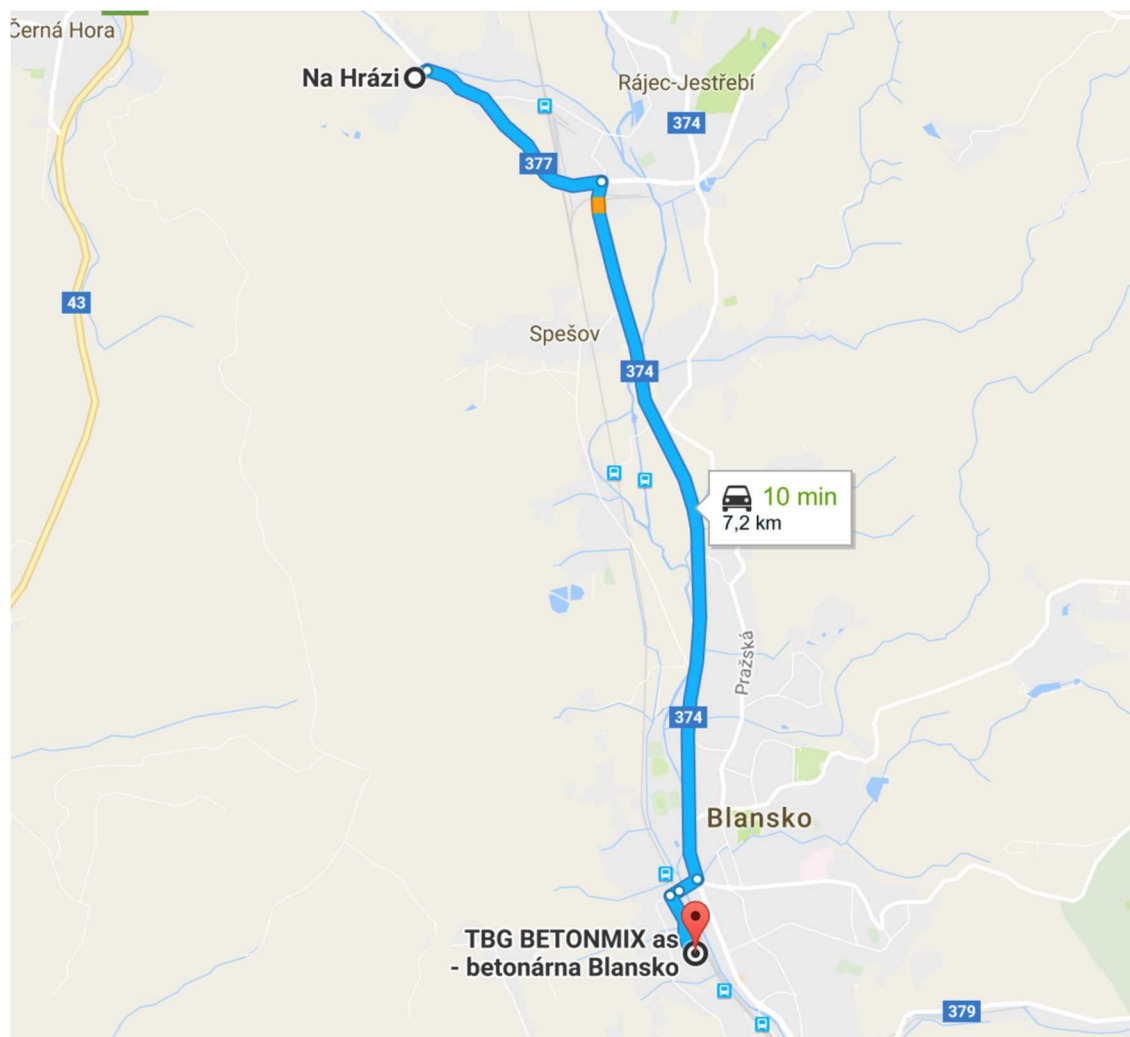 Černá Hora
Na Hrázi
Rájec-Jestřebí
374
377
43
Spešov
374
10 min
7,2 km
Pražská
374
Blansko
TBG BETONMIX as
- betonárna Blansko
379